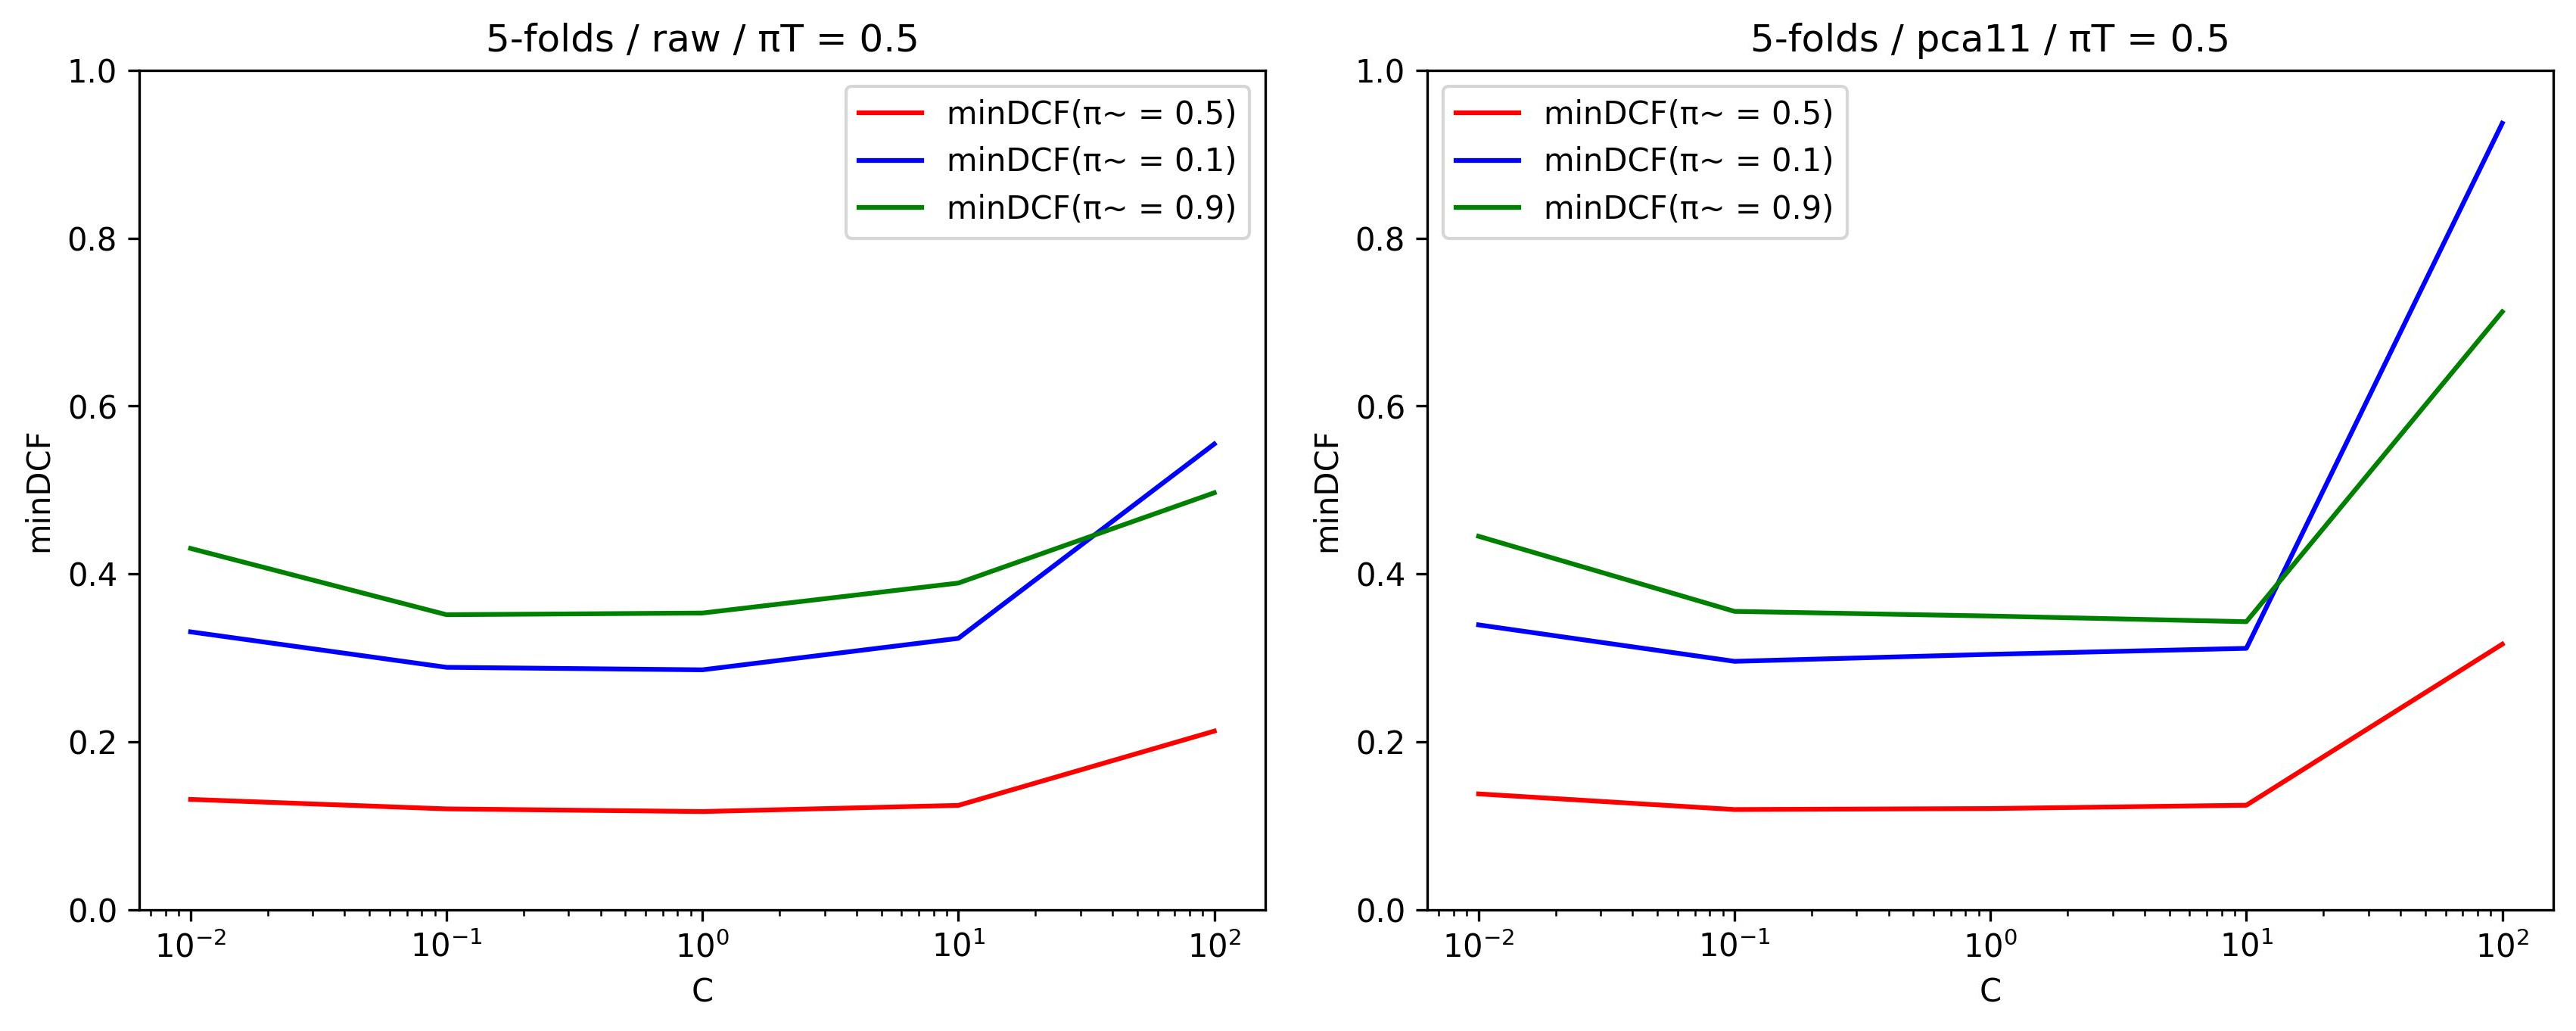 5-folds / raw / πT = 0.5
minDCF
1.0
0.8
0.6
0.4
0.2
0.0
minDCF(π~ = 0.5)
minDCF(π~ = 0.1)
minDCF(π~ = 0.9)
10⁻² 10⁻¹ 10⁰ 10¹ 10²
C
5-folds / pca11 / πT = 0.5
minDCF
1.0
0.8
0.6
0.4
0.2
0.0
minDCF(π~ = 0.5)
minDCF(π~ = 0.1)
minDCF(π~ = 0.9)
10⁻² 10⁻¹ 10⁰ 10¹ 10²
C